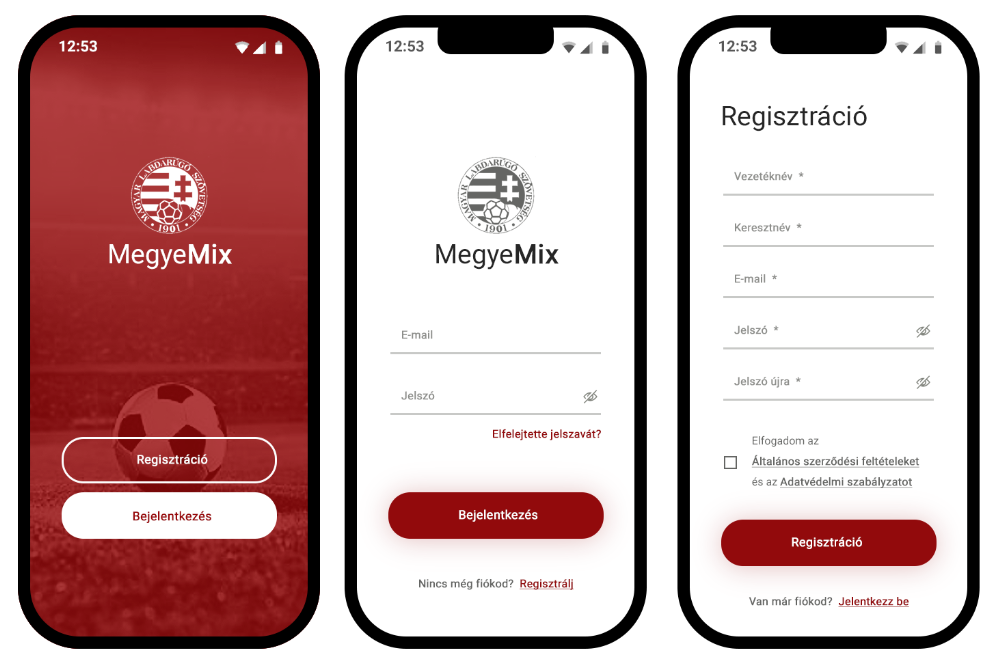 12:53
MAGYAR LABDARÚGÓ SZÖVETSÉG
• 1901 •
MegyeMix
Regisztráció
Bejelentkezés
12:53
MAGYAR LABDARÚGÓ SZÖVETSÉG
• 1901 •
MegyeMix
E-mail
Jelszó
Elfelejtette jelszavát?
Bejelentkezés
Nincs még fiókod? Regisztrálj
12:53
Regisztráció
Vezetéknév *
Keresztnév *
E-mail *
Jelszó *
Jelszó újra *
Elfogadom az
Általános szerződési feltételeket
és az Adatvédelmi szabályzatot
Regisztráció
Van már fiókod? Jelentkezz be